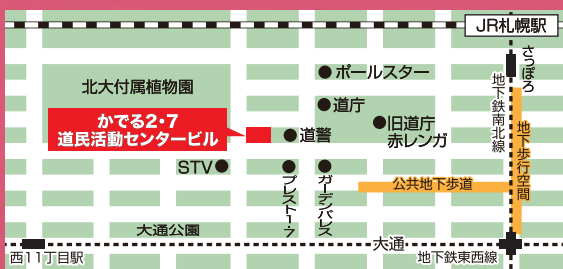 JR札幌駅
さっぽろ
ポールスター
北大付属植物園
地下鉄南北線
道庁
かでる2・7
道民活動センタービル
旧道庁
赤レンガ
地下歩行空間
道警
STV
プレスト1・7
ガーデンパレス
公共地下歩道
大通公園
大通
西11丁目駅
地下鉄東西線